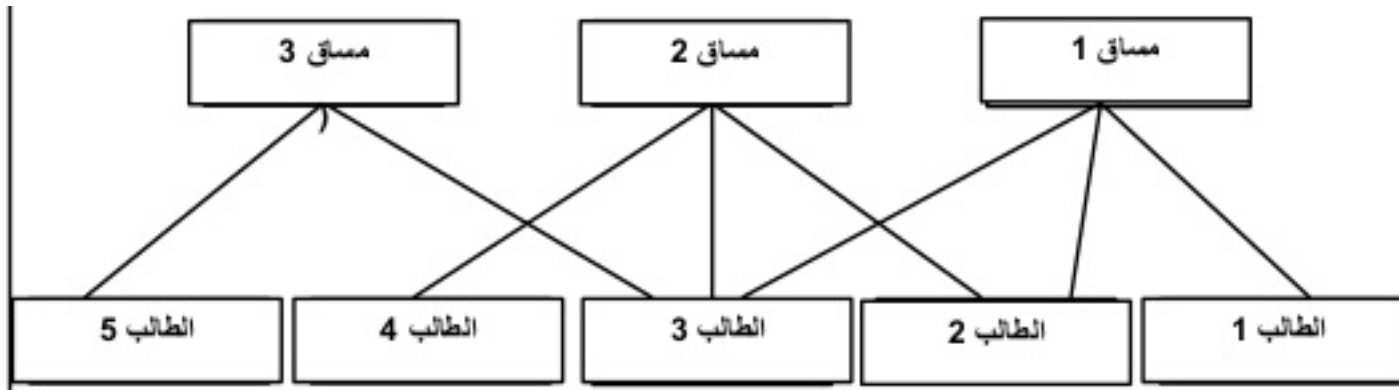 مساق 1
مساق 2
مساق 3
الطالب 1
الطالب 2
الطالب 3
الطالب 4
الطالب 5